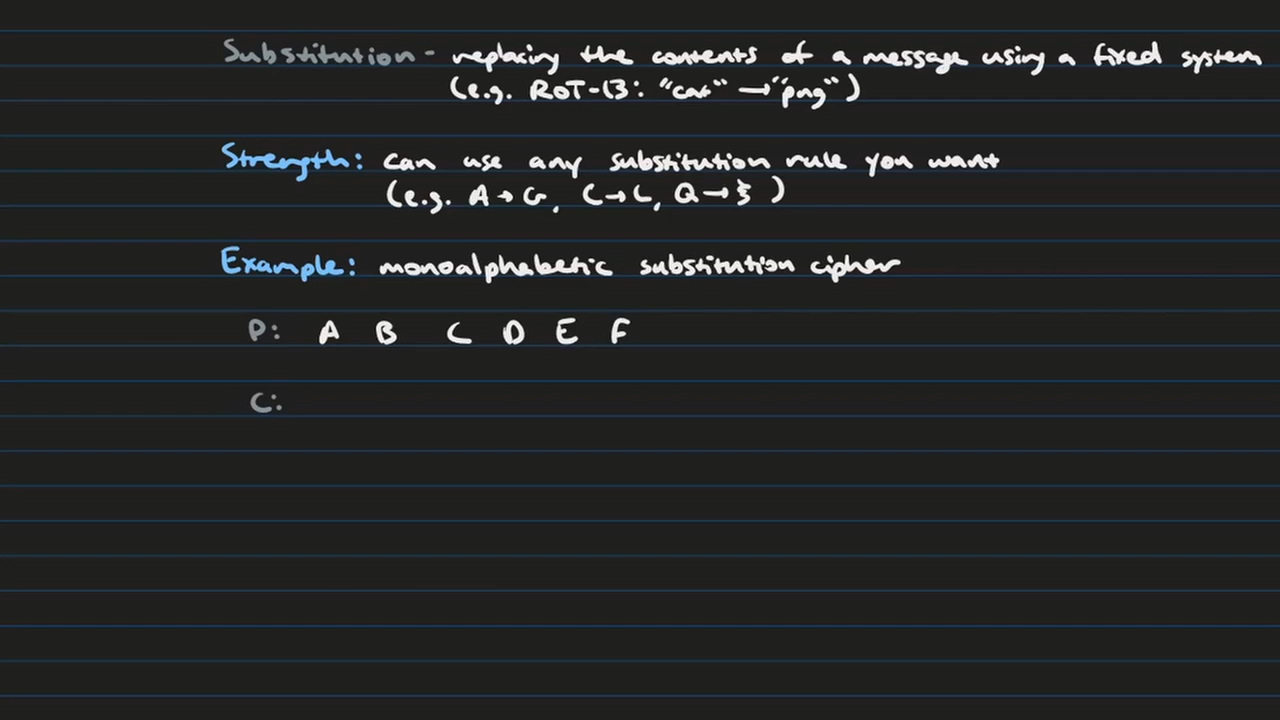 Substitution - replacing the contents of a message using a fixed system
(e.g. ROT-13: "cat" → "png")
Strength: can use any substitution rule you want
(e.g. A → G, C → L, Q → ξ )
Example: monoalphabetic substitution cipher
P: A B C D E F
C: